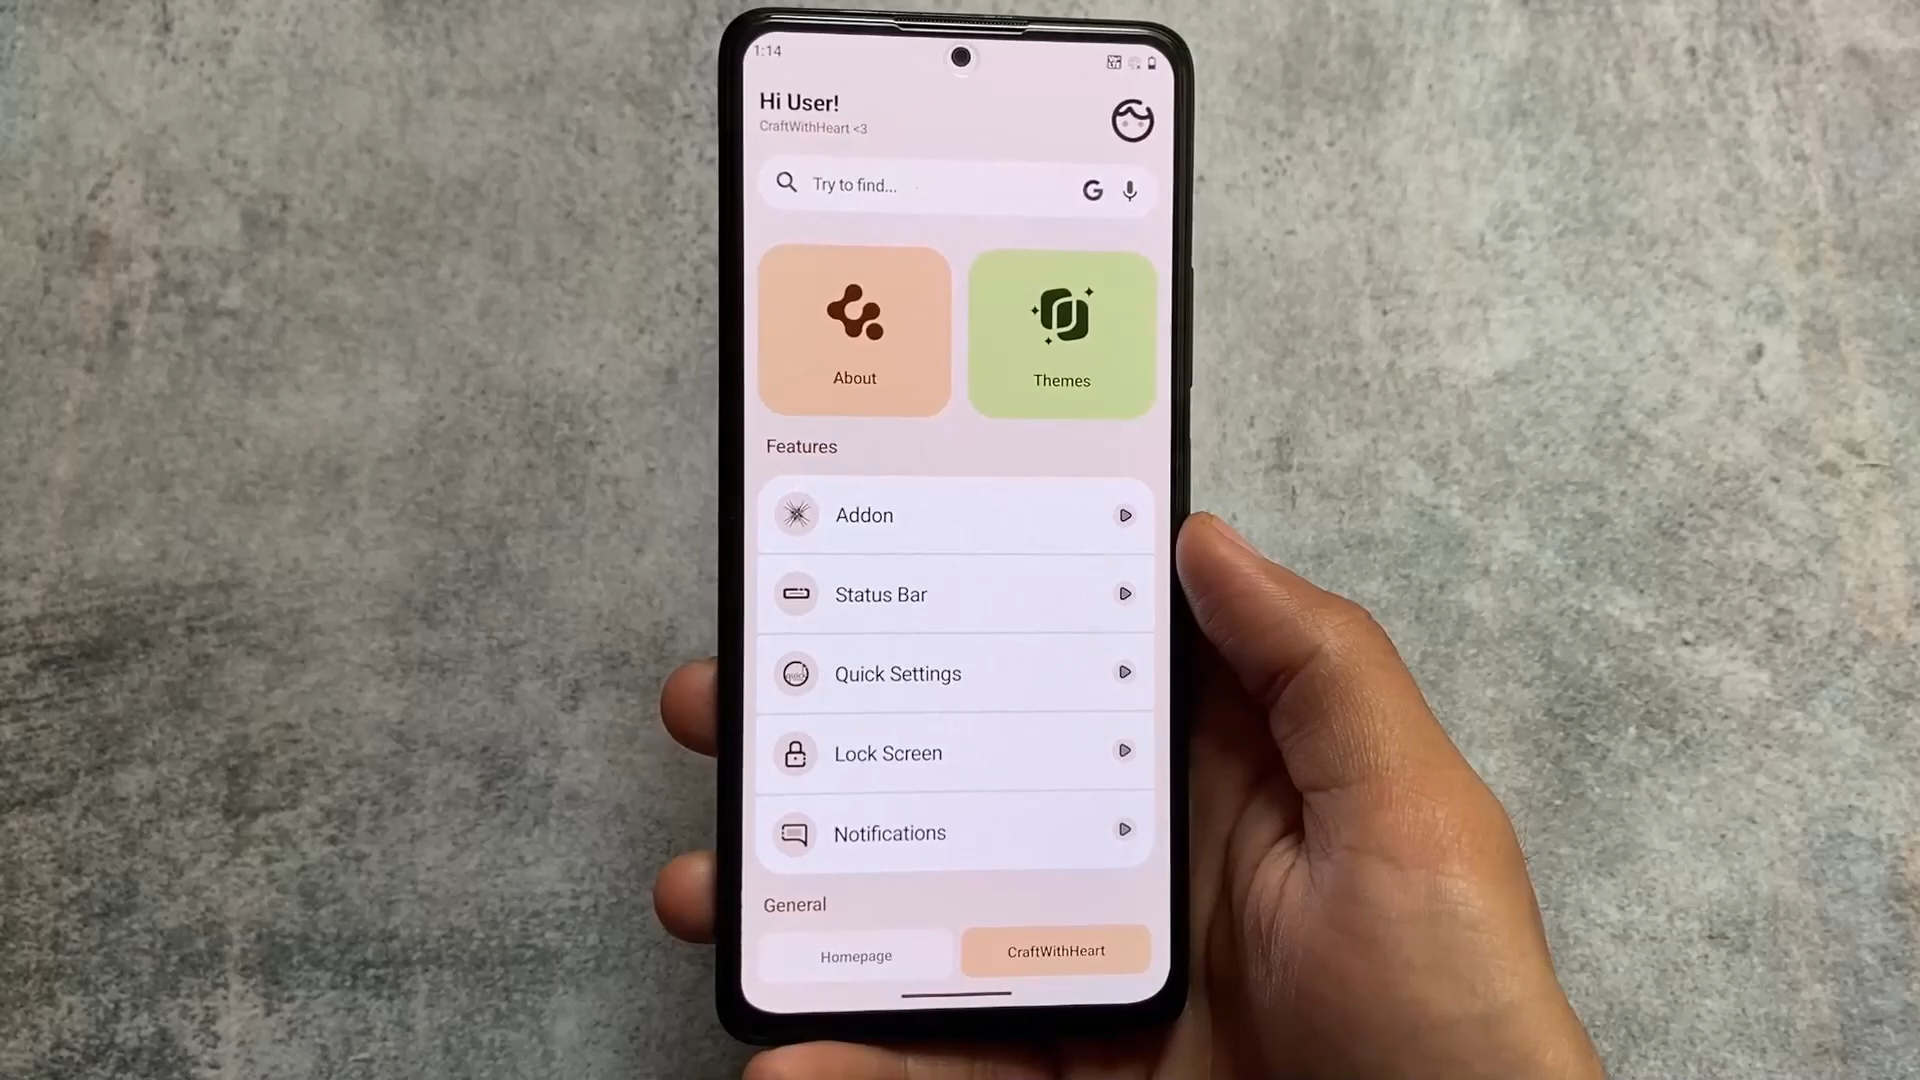 1:14
Hi User!
CraftWithHeart <3
Try to find...
G
About
Themes
Features
Addon
Status Bar
Quick Settings
Lock Screen
Notifications
General
Homepage
CraftWithHeart